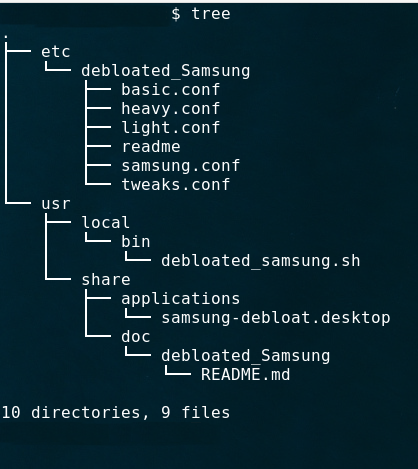 $ tree
.
├── etc
│   └── debloated_Samsung
│       ├── basic.conf
│       ├── heavy.conf
│       ├── light.conf
│       ├── readme
│       ├── samsung.conf
│       └── tweaks.conf
└── usr
    ├── local
    │   └── bin
    │       └── debloated_samsung.sh
    └── share
        ├── applications
        │   └── samsung-debloat.desktop
        └── doc
            └── debloated_Samsung
                └── README.md
10 directories, 9 files